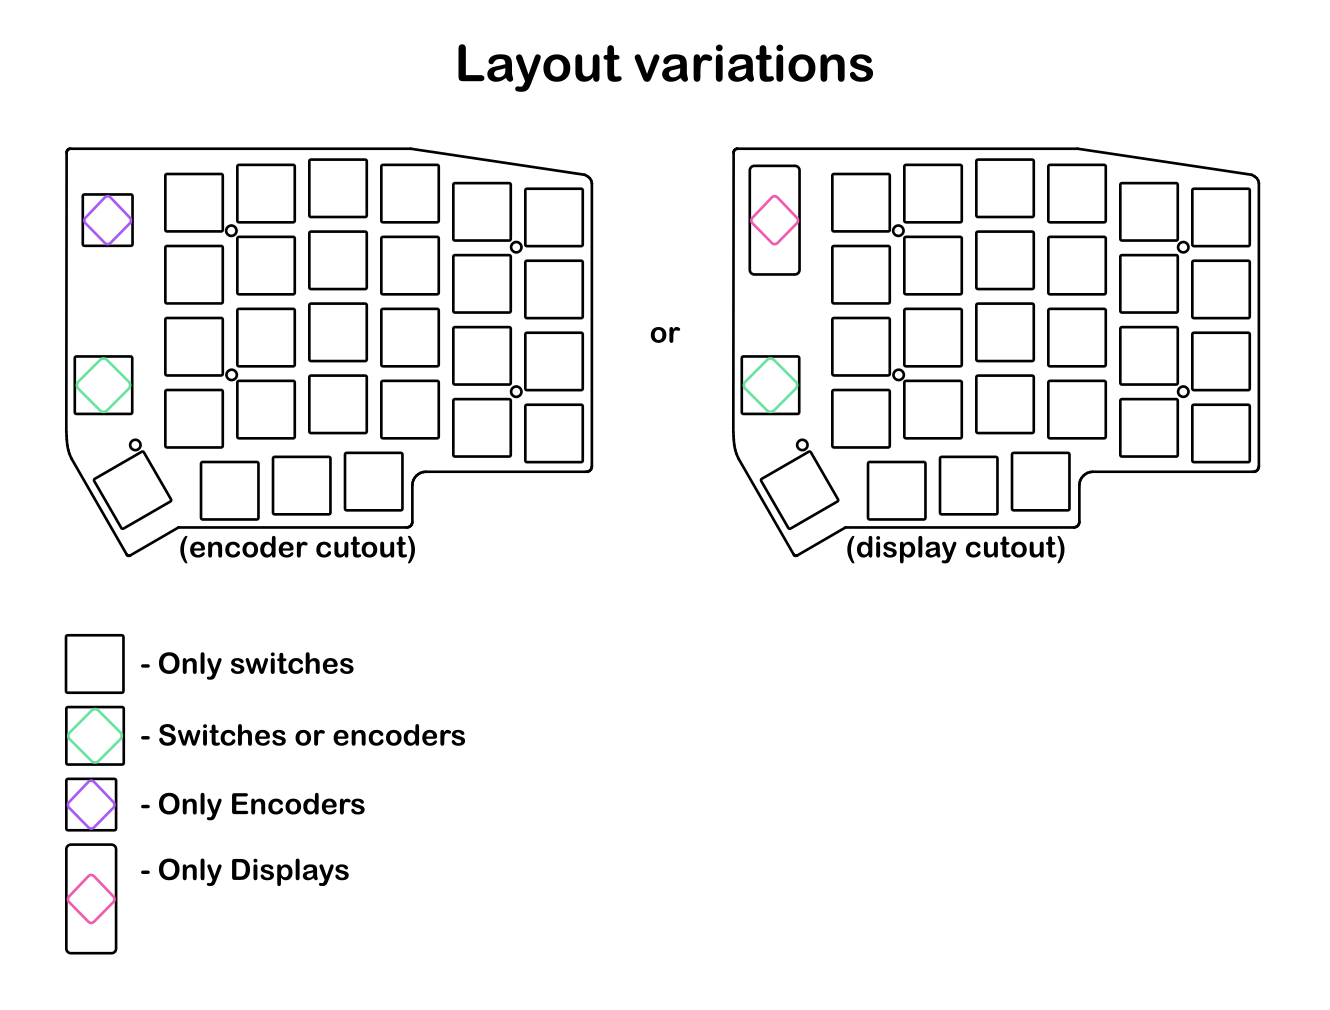 Layout variations
or
(encoder cutout)
(display cutout)
- Only switches
- Switches or encoders
- Only Encoders
- Only Displays